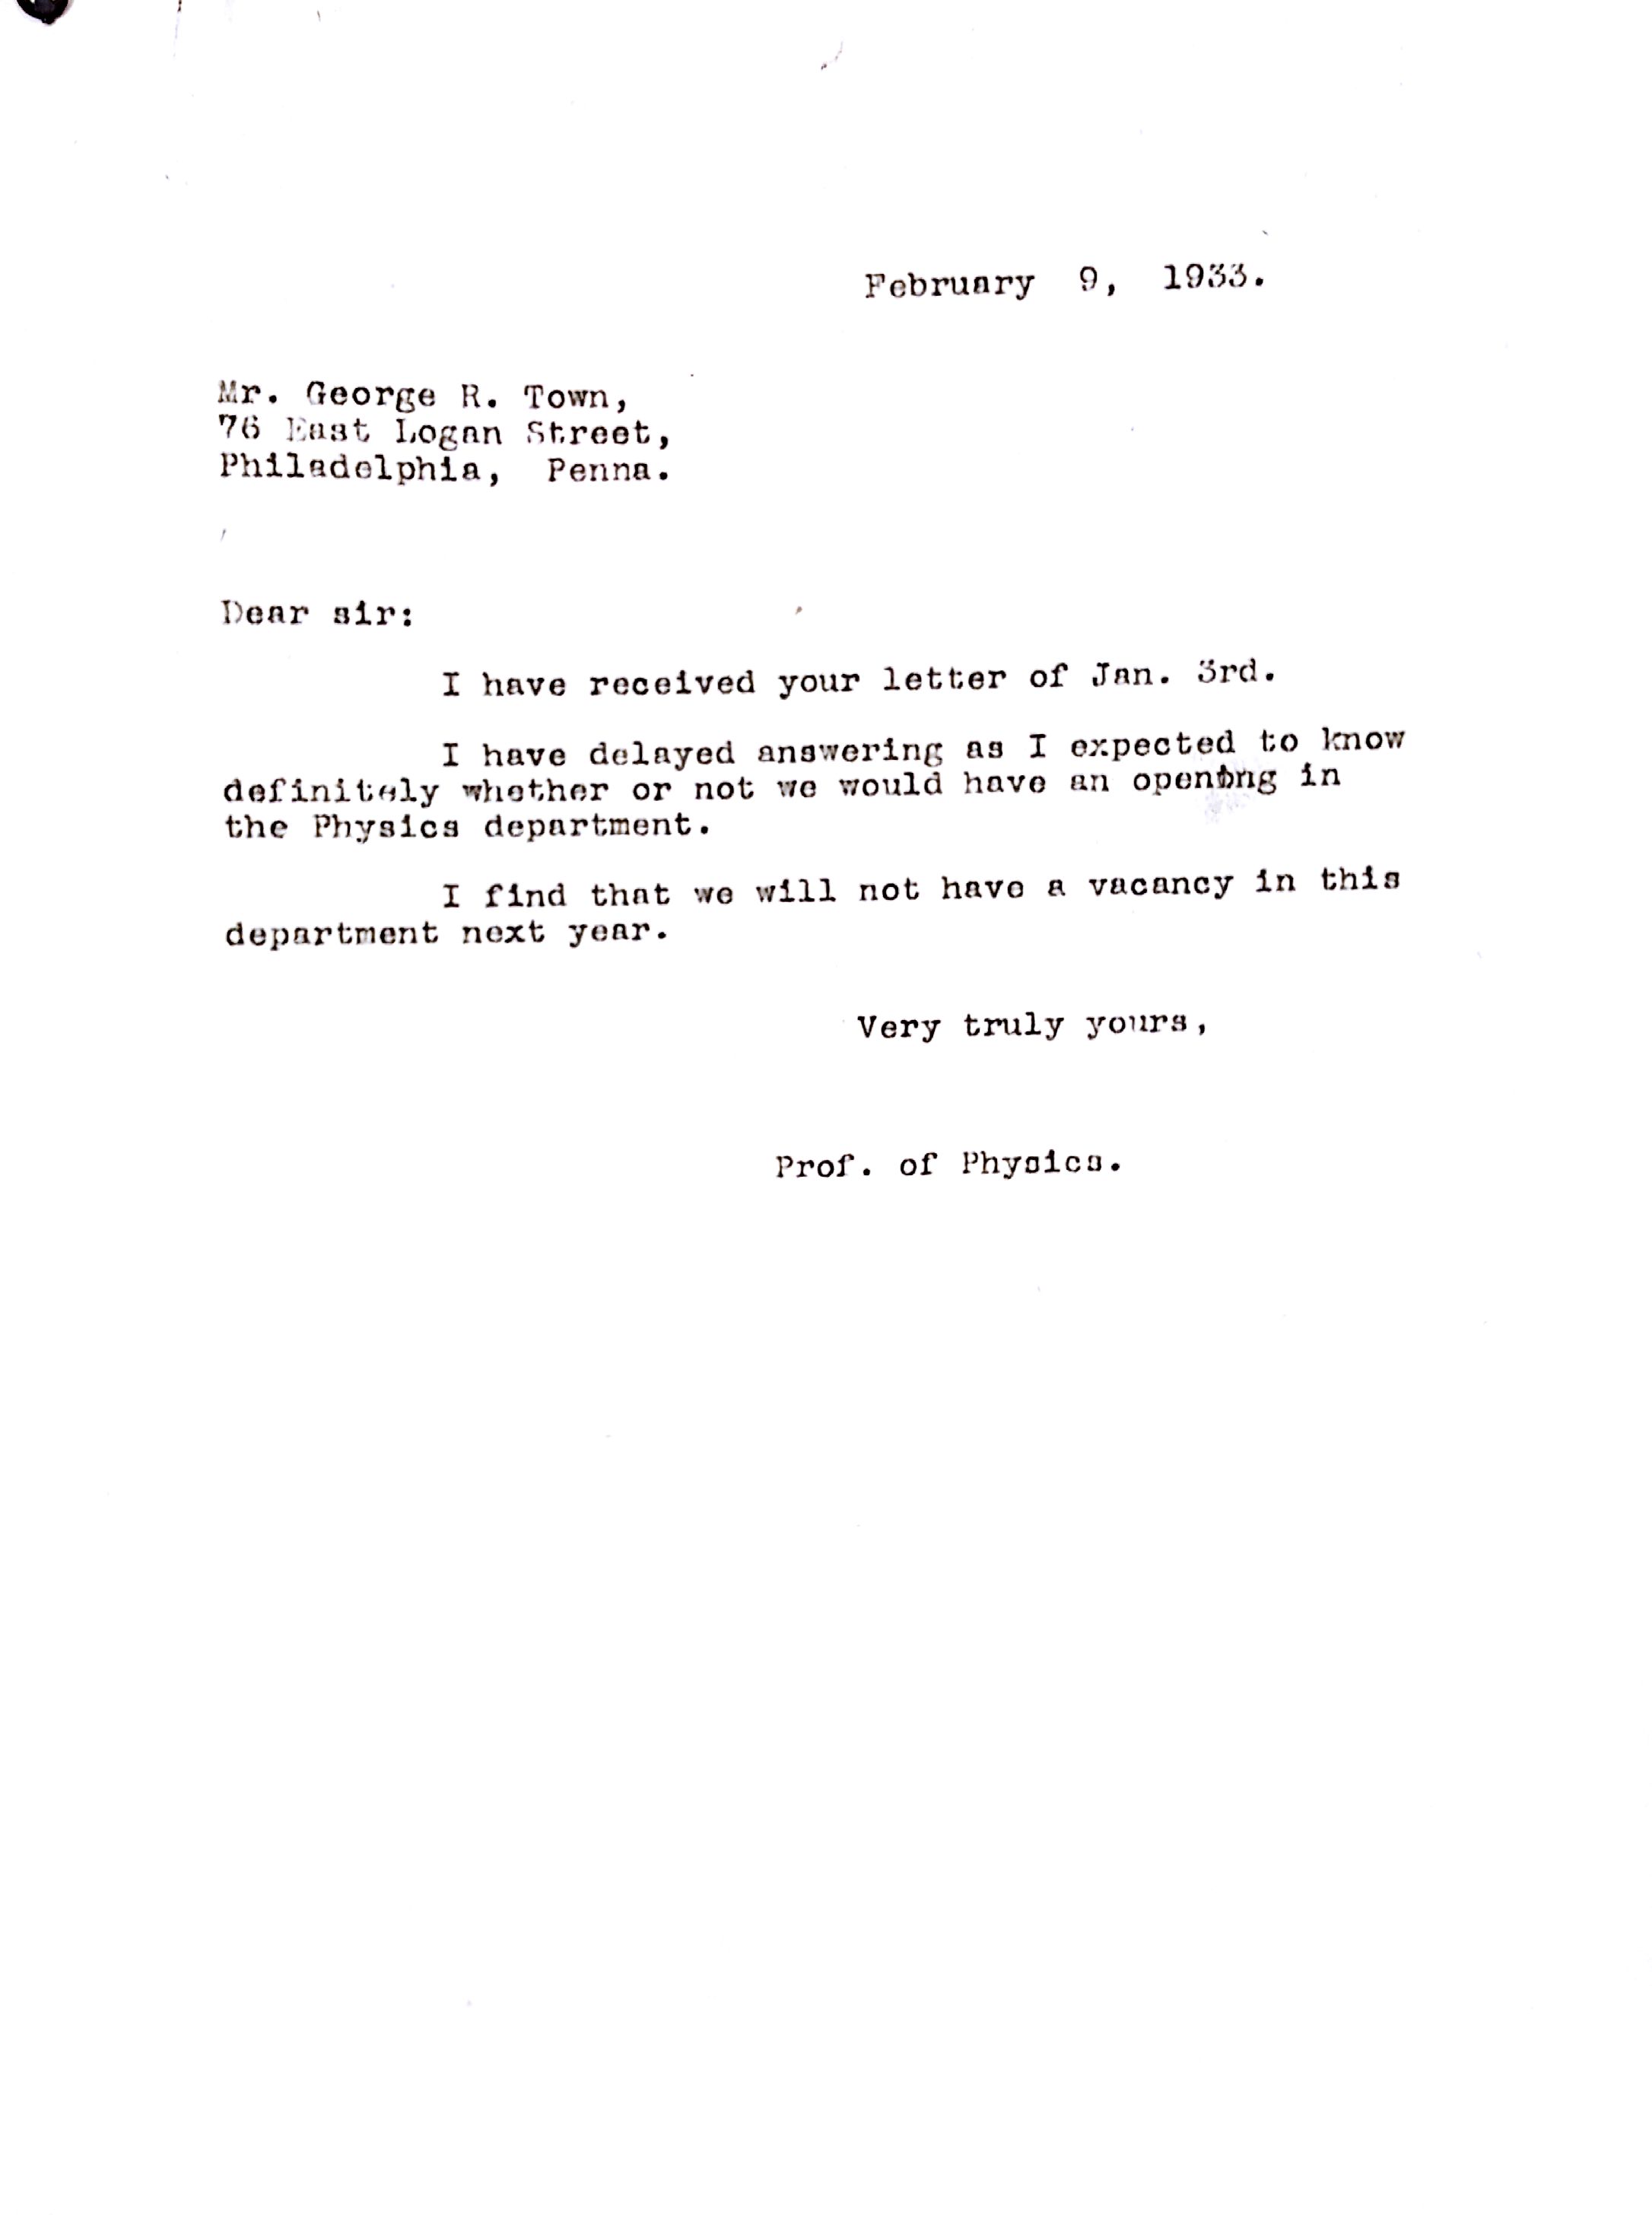 February 9, 1933.
Mr. George R. Town,
76 East Logan Street,
Philadelphia, Penna.
Dear sir:
I have received your letter of Jan. 3rd.
I have delayed answering as I expected to know
definitely whether or not we would have an opening in
the Physics department.
I find that we will not have a vacancy in this
department next year.
Very truly yours,
Prof. of Physics.